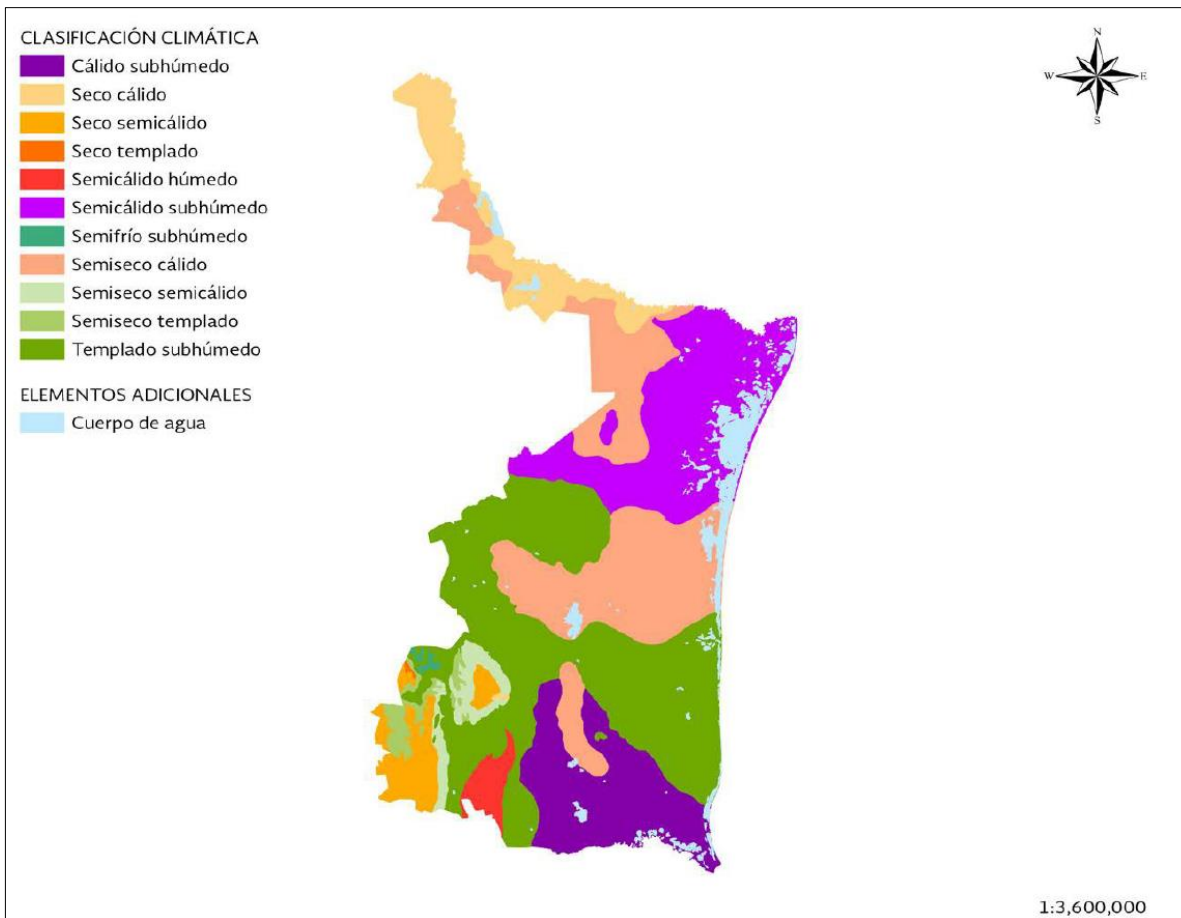 CLASIFICACIÓN CLIMÁTICA
Cálido subhúmedo
Seco cálido
Seco semicálido
Seco templado
Semicálido húmedo
Semicálido subhúmedo
Semifrío subhúmedo
Semiseco cálido
Semiseco semicálido
Semiseco templado
Templado subhúmedo
ELEMENTOS ADICIONALES
Cuerpo de agua
N
W E
S
1:3,600,000